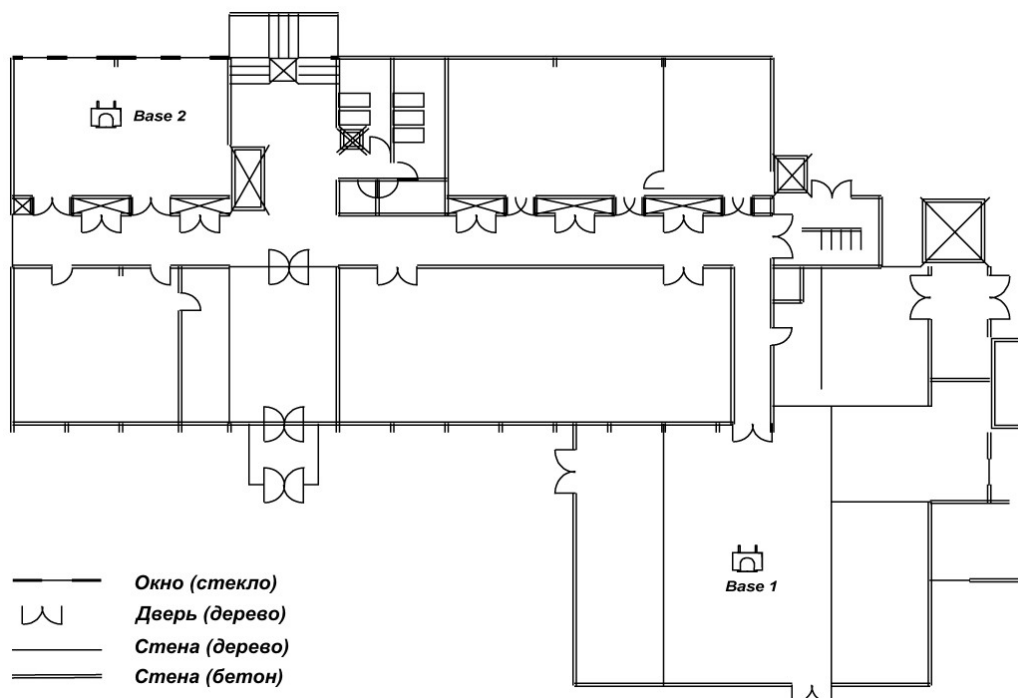 Base 2
Base 1
Окно (стекло)
Дверь (дерево)
Стена (дерево)
Стена (бетон)